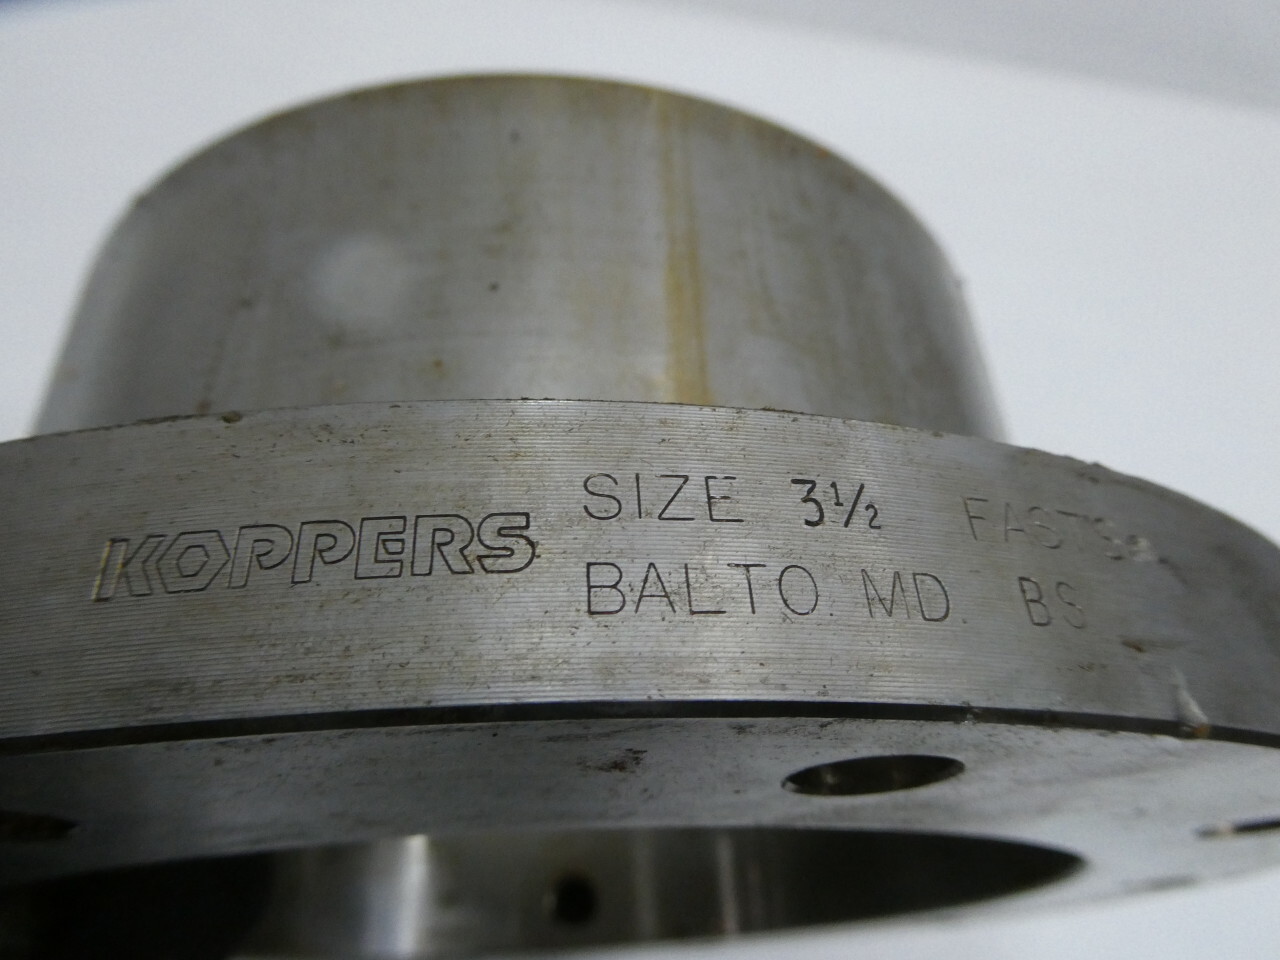 KOPPERS
SIZE 3½ FAST'S
BALTO. MD. BS